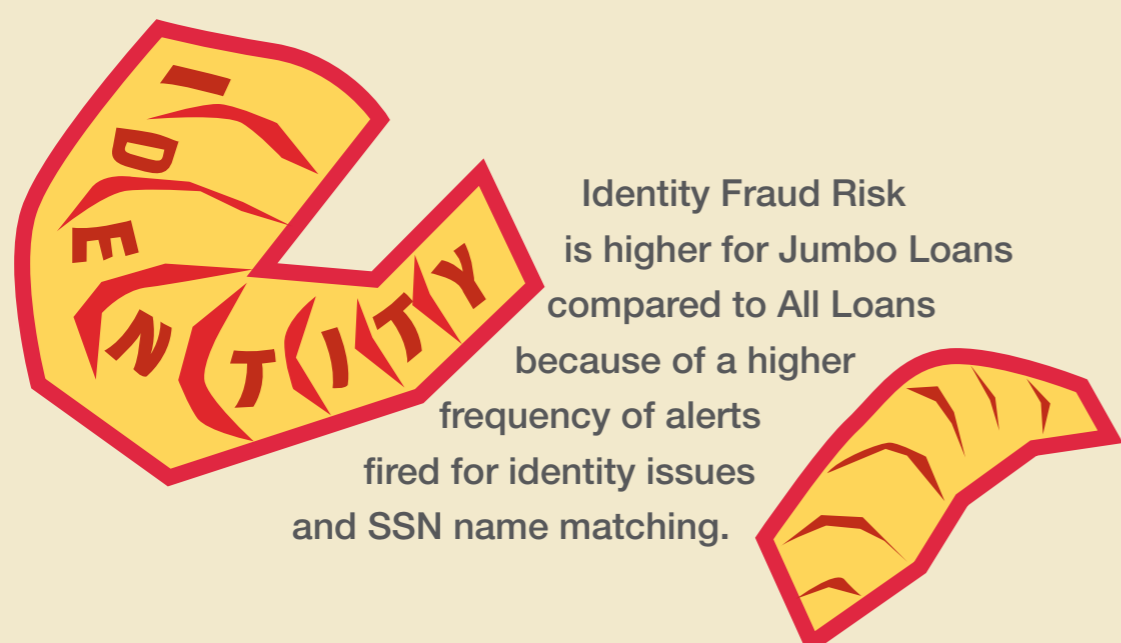 IDENTITY
Identity Fraud Risk
is higher for Jumbo Loans
compared to All Loans
because of a higher
frequency of alerts
fired for identity issues
and SSN name matching.